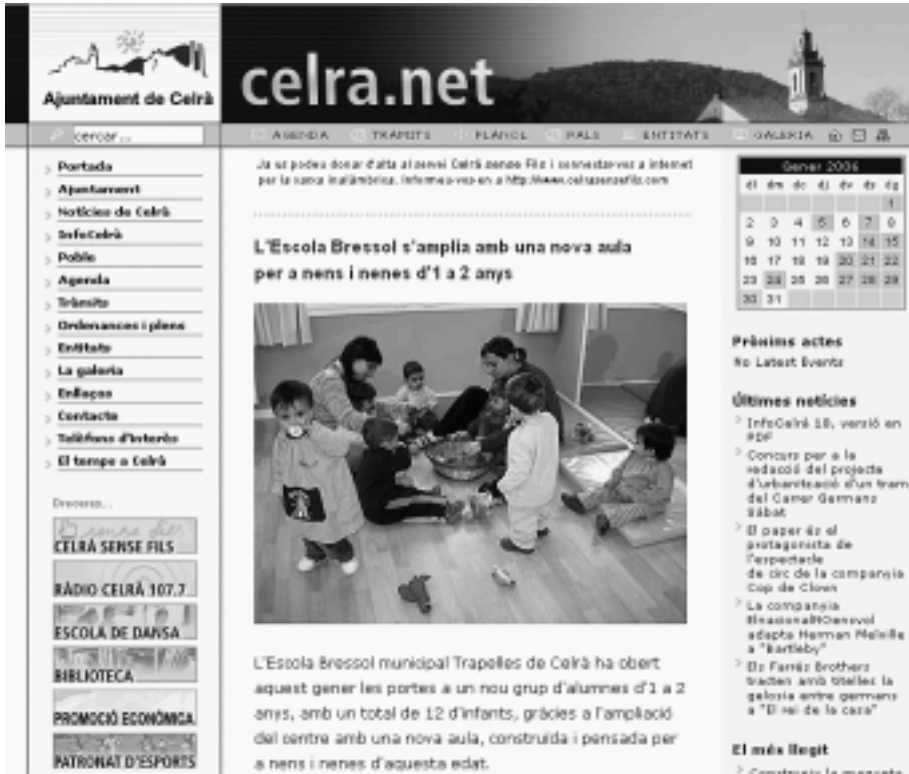 Ajuntament de Celrà
celra.net
cercar...
AGENDA
TRÀMITS
PLÀNOL
PALS
ENTITATS
GALERIA
Portada
Ajuntament
Notícies de Celrà
InfoCelrà
Poble
Agenda
Tràmits
Ordenances i plens
Entitats
La galeria
Enllaços
Contacte
Telèfons d'interès
El temps a Celrà
Dreceres...
CELRÀ SENSE FILS
RÀDIO CELRÀ 107.7
ESCOLA DE DANSA
BIBLIOTECA
PROMOCIÓ ECONÒMICA
PATRONAT D'ESPORTS
Ja us podeu donar d'alta al servei Celrà sense Fils i connectar-vos a internet
per la xarxa inalàmbrica. Informeu-vos-en a http://www.celrasensefils.com
L'Escola Bressol s'amplia amb una nova aula
per a nens i nenes d'1 a 2 anys
L'Escola Bressol municipal Trapelles de Celrà ha obert
aquest gener les portes a un nou grup d'alumnes d'1 a 2
anys, amb un total de 12 d'infants, gràcies a l'ampliació
del centre amb una nova aula, construïda i pensada per
a nens i nenes d'aquesta edat.
Gener 2006
dl dm dc dj dv ds dg
1
2 3 4 5 6 7 8
9 10 11 12 13 14 15
16 17 18 19 20 21 22
23 24 25 26 27 28 29
30 31
Pròxims actes
No Latest Events
Últimes notícies
InfoCelrà 18, versió en
PDF
Concurs per a la
redacció del projecte
d'urbanització d'un tram
del Carrer Germans
Sàbat
El paper és el
protagonista de
l'espectacle
de circ de la companyia
Cop de Clown
La companyia
adapta Herman Melville
a "Bartleby"
Els Farrés Brothers
tracten amb titelles la
gelosia entre germans
a "El rei de la casa"
El més llegit